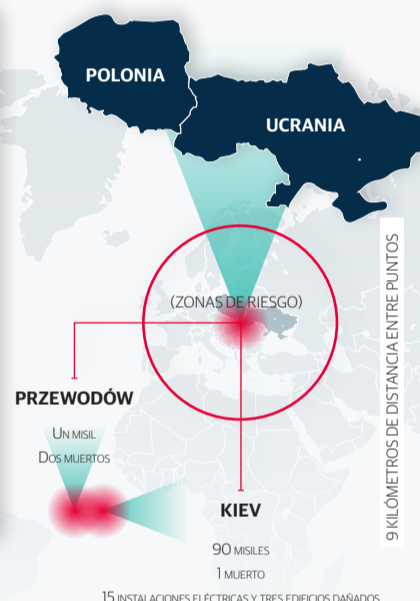 POLONIA
UCRANIA
(ZONAS DE RIESGO)
9 KILÓMETROS DE DISTANCIA ENTRE PUNTOS
PRZEWODÓW
UN MISIL
DOS MUERTOS
KIEV
90 MISILES
1 MUERTO
15 INSTALACIONES ELÉCTRICAS Y TRES EDIFICIOS DAÑADOS